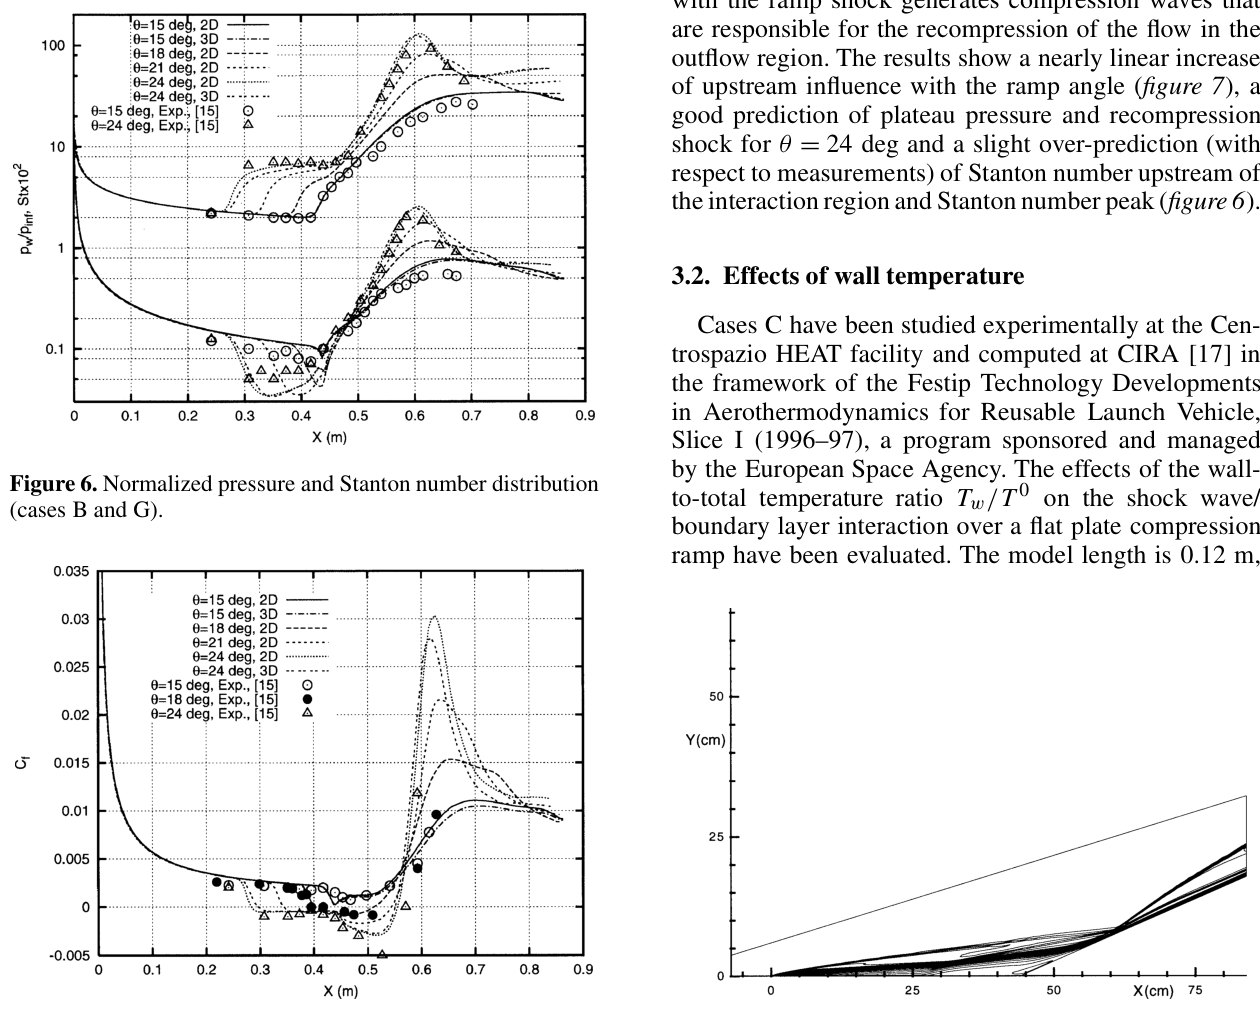 θ=15 deg, 2D
θ=15 deg, 3D
θ=18 deg, 2D
θ=21 deg, 2D
θ=24 deg, 2D
θ=24 deg, 3D
θ=15 deg, Exp., [15]
θ=24 deg, Exp., [15]
100
10
1
0.1
p_w/p_inf, Stx10^2
0 0.1 0.2 0.3 0.4 0.5 0.6 0.7 0.8 0.9
X (m)
Figure 6. Normalized pressure and Stanton number distribution
(cases B and G).
0.035
0.03
0.025
0.02
0.015
0.01
0.005
0
-0.005
C_f
θ=15 deg, 2D
θ=15 deg, 3D
θ=18 deg, 2D
θ=21 deg, 2D
θ=24 deg, 2D
θ=24 deg, 3D
θ=15 deg, Exp., [15]
θ=18 deg, Exp., [15]
θ=24 deg, Exp., [15]
0 0.1 0.2 0.3 0.4 0.5 0.6 0.7 0.8 0.9
X (m)
with the ramp shock generates compression waves that
are responsible for the recompression of the flow in the
outflow region. The results show a nearly linear increase
of upstream influence with the ramp angle (figure 7), a
good prediction of plateau pressure and recompression
shock for θ = 24 deg and a slight over-prediction (with
respect to measurements) of Stanton number upstream of
the interaction region and Stanton number peak (figure 6).
3.2. Effects of wall temperature
Cases C have been studied experimentally at the Cen-
trospazio HEAT facility and computed at CIRA [17] in
the framework of the Festip Technology Developments
in Aerothermodynamics for Reusable Launch Vehicle,
Slice I (1996–97), a program sponsored and managed
by the European Space Agency. The effects of the wall-
to-total temperature ratio T_w/T^0 on the shock wave/
boundary layer interaction over a flat plate compression
ramp have been evaluated. The model length is 0.12 m,
50
Y(cm)
25
0
0 25 50 X(cm) 75